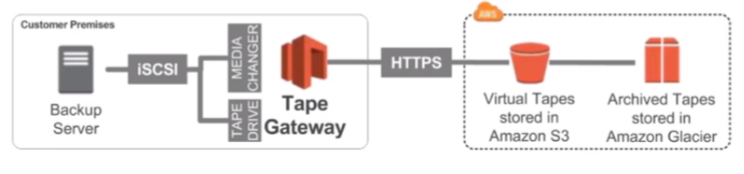 Customer Premises
AWS
iSCSI
MEDIA
CHANGER
TAPE
DRIVE
Backup
Server
Tape
Gateway
HTTPS
Virtual Tapes
stored in
Amazon S3
Archived Tapes
stored in
Amazon Glacier